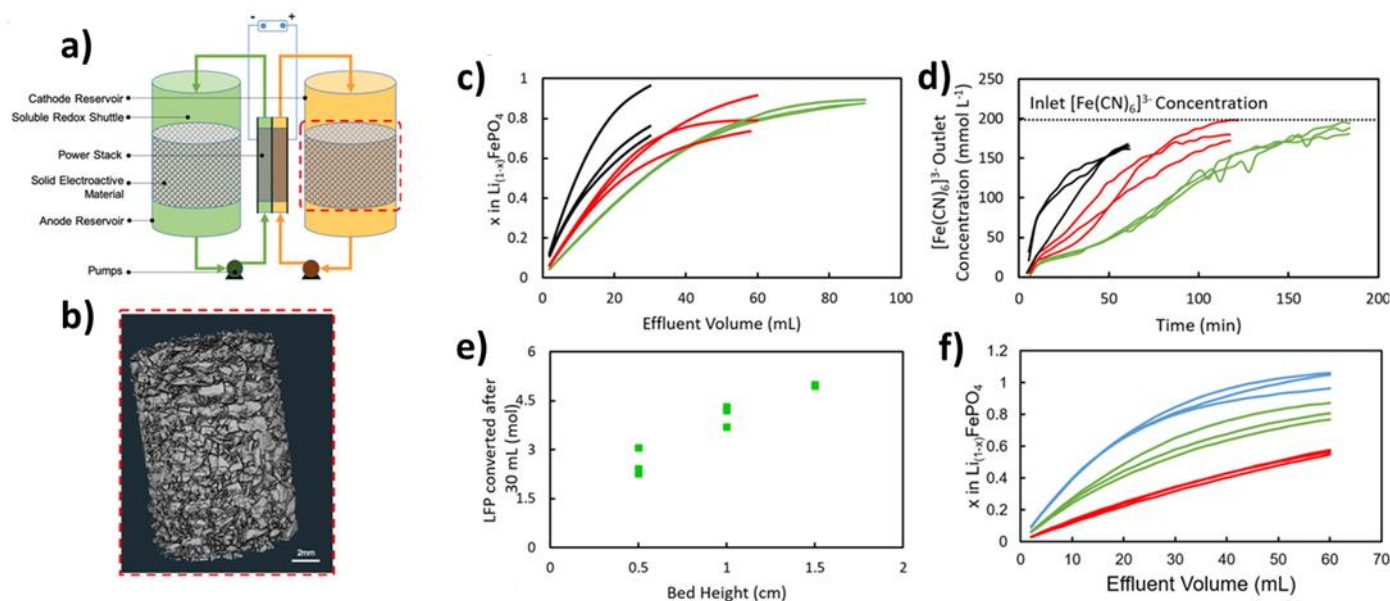 a)
- +
Cathode Reservoir
Soluble Redox Shuttle
Power Stack
Solid Electroactive
Material
Anode Reservoir
Pumps
b)
2mm
c)
x in Li(1-x)FePO4
1
0.8
0.6
0.4
0.2
0
0 20 40 60 80 100
Effluent Volume (mL)
d)
[Fe(CN)6]3- Outlet
Concentration (mmol L-1)
250
200
150
100
50
0
Inlet [Fe(CN)6]3- Concentration
0 50 100 150 200
Time (min)
e)
LFP converted after
30 mL (mol)
6
4.5
3
1.5
0
0 0.5 1 1.5 2
Bed Height (cm)
f)
x in Li(1-x)FePO4
1.2
1
0.8
0.6
0.4
0.2
0
0 10 20 30 40 50 60 70
Effluent Volume (mL)